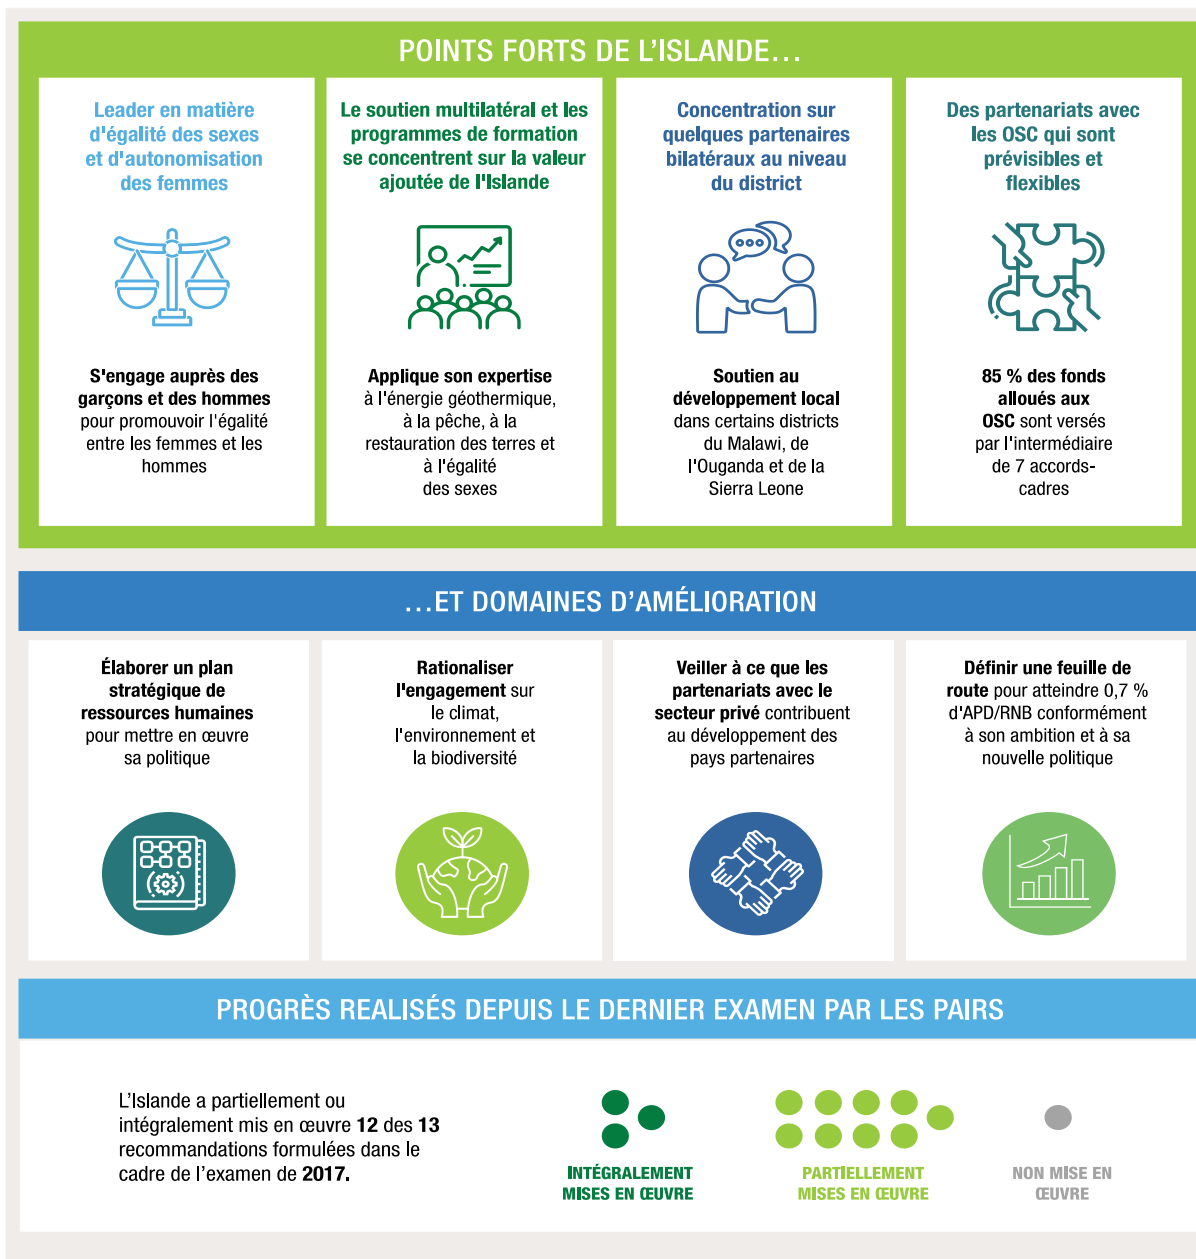 POINTS FORTS DE L’ISLANDE...
Leader en matière
d'égalité des sexes
et d'autonomisation
des femmes
S'engage auprès des
garçons et des hommes
pour promouvoir l'égalité
entre les femmes et les
hommes
Le soutien multilatéral et les
programmes de formation
se concentrent sur la valeur
ajoutée de l'Islande
Applique son expertise
à l'énergie géothermique,
à la pêche, à la
restauration des terres et
à l'égalité
des sexes
Concentration sur
quelques partenaires
bilatéraux au niveau
du district
Soutien au
développement local
dans certains districts
du Malawi, de
l'Ouganda et de la
Sierra Leone
Des partenariats avec
les OSC qui sont
prévisibles et
flexibles
85 % des fonds
alloués aux
OSC sont versés
par l'intermédiaire
de 7 accords-
cadres
...ET DOMAINES D’AMÉLIORATION
Élaborer un plan
stratégique de
ressources humaines
pour mettre en œuvre
sa politique
Rationaliser
l'engagement sur
le climat,
l'environnement et
la biodiversité
Veiller à ce que les
partenariats avec le
secteur privé contribuent
au développement des
pays partenaires
Définir une feuille de
route pour atteindre 0,7 %
d'APD/RNB conformément
à son ambition et à sa
nouvelle politique
PROGRÈS REALISÉS DEPUIS LE DERNIER EXAMEN PAR LES PAIRS
L’Islande a partiellement ou
intégralement mis en œuvre 12 des 13
recommandations formulées dans le
cadre de l’examen de 2017.
INTÉGRALEMENT
MISES EN ŒUVRE
PARTIELLEMENT
MISES EN ŒUVRE
NON MISE EN
ŒUVRE